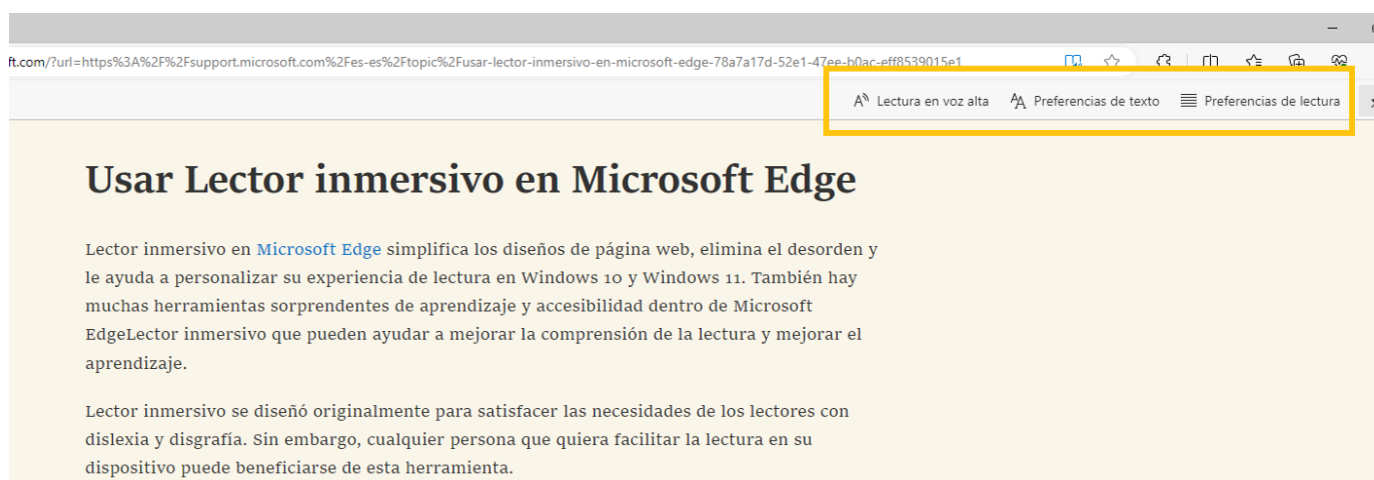 ft.com/?url=https%3A%2F%2Fsupport.microsoft.com%2Fes-es%2Ftopic%2Fusar-lector-inmersivo-en-microsoft-edge-78a7a17d-52e1-47ee-b0ac-eff8539015e1
Lectura en voz alta Preferencias de texto Preferencias de lectura
Usar Lector inmersivo en Microsoft Edge
Lector inmersivo en Microsoft Edge simplifica los diseños de página web, elimina el desorden y
le ayuda a personalizar su experiencia de lectura en Windows 10 y Windows 11. También hay
muchas herramientas sorprendentes de aprendizaje y accesibilidad dentro de Microsoft
EdgeLector inmersivo que pueden ayudar a mejorar la comprensión de la lectura y mejorar el
aprendizaje.
Lector inmersivo se diseñó originalmente para satisfacer las necesidades de los lectores con
dislexia y disgrafía. Sin embargo, cualquier persona que quiera facilitar la lectura en su
dispositivo puede beneficiarse de esta herramienta.